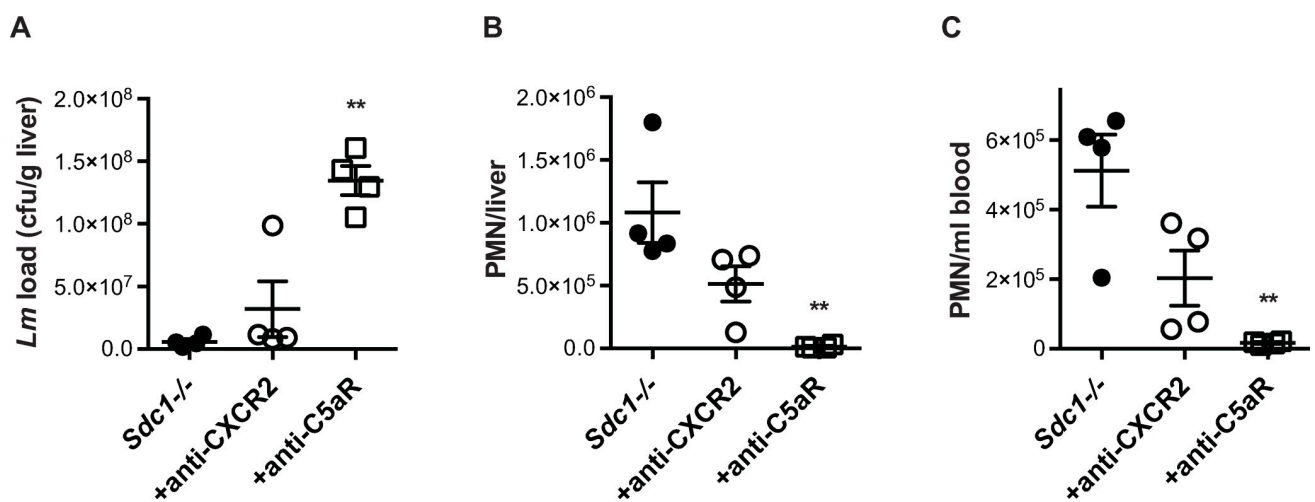 A
Lm load (cfu/g liver)
2.0×10⁸
1.5×10⁸
1.0×10⁸
5.0×10⁷
0.0
**
Sdc1-/-
+anti-CXCR2
+anti-C5aR
B
PMN/liver
2.0×10⁶
1.5×10⁶
1.0×10⁶
5.0×10⁵
0.0
**
Sdc1-/-
+anti-CXCR2
+anti-C5aR
C
PMN/ml blood
6×10⁵
4×10⁵
2×10⁵
0
**
Sdc1-/-
+anti-CXCR2
+anti-C5aR